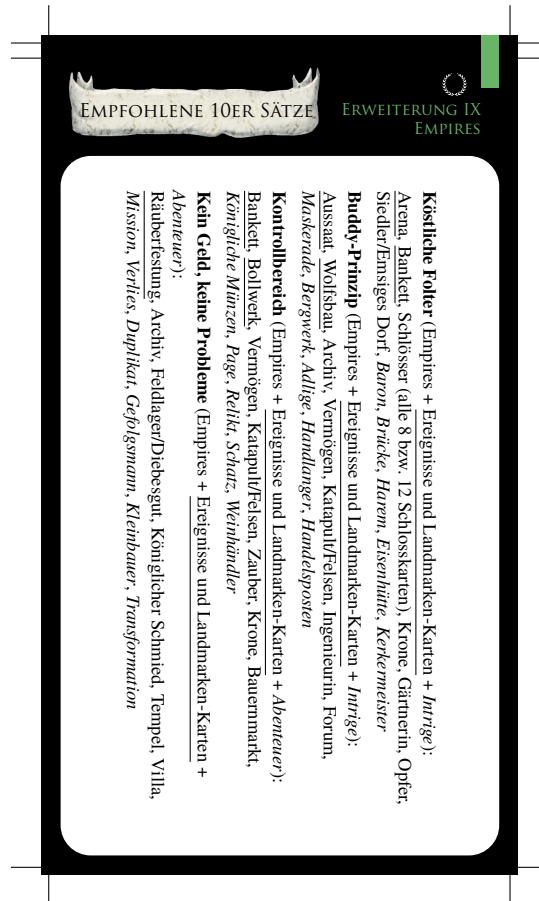 EMPFOHLENE 10ER SÄTZE
ERWEITERUNG IX
EMPIRES
Köstliche Folter (Empires + Ereignisse und Landmarken-Karten + Intrige):
Arena, Bankett, Schlösser (alle 8 bzw. 12 Schlosskarten), Krone, Gärtnerin, Opfer,
Siedler/Emsiges Dorf, Baron, Brücke, Harem, Eisenhütte, Kerkermeister
Buddy-Prinzip (Empires + Ereignisse und Landmarken-Karten + Intrige):
Aussaat, Wolfsbau, Archiv, Vermögen, Katapult/Felsen, Ingenieurin, Forum,
Maskerade, Bergwerk, Adlige, Handlanger, Handelsposten
Kontrollbereich (Empires + Ereignisse und Landmarken-Karten + Abenteuer):
Bankett, Bollwerk, Vermögen, Katapult/Felsen, Zauber, Krone, Bauernmarkt,
Königliche Münzen, Page, Relikt, Schatz, Weinhändler
Kein Geld, keine Probleme (Empires + Ereignisse und Landmarken-Karten +
Abenteuer):
Räuberfestung, Archiv, Feldlager/Diebesgut, Königlicher Schmied, Tempel, Villa,
Mission, Verlies, Duplikat, Gefolgsmann, Kleinbauer, Transformation